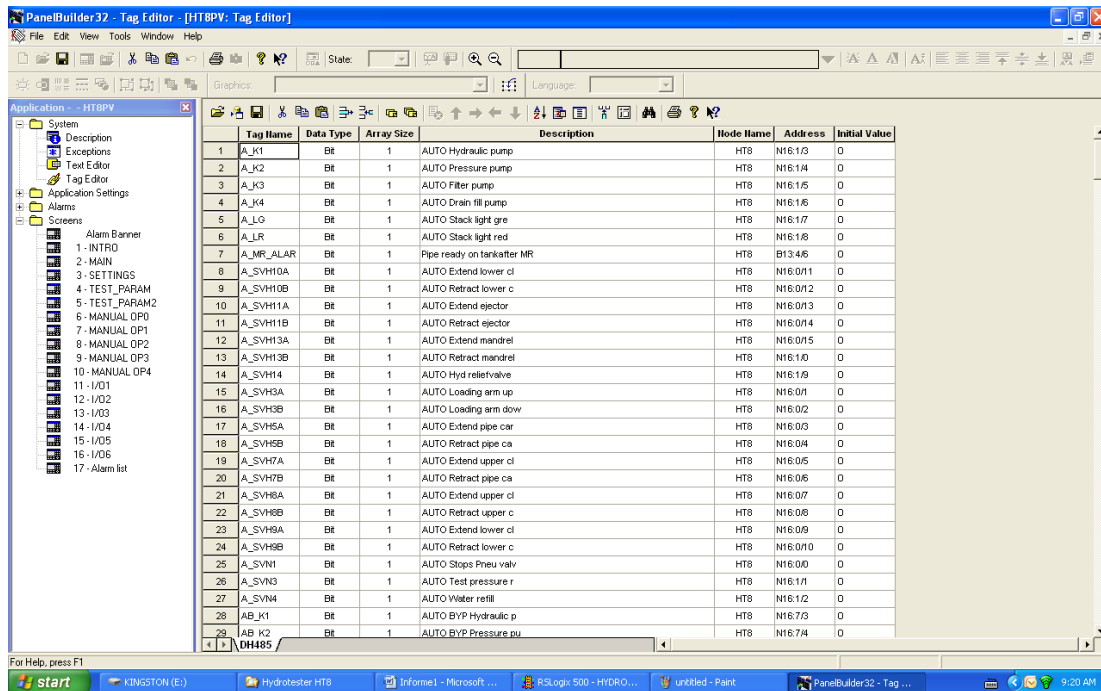 PanelBuilder32 - Tag Editor - [HT8PV: Tag Editor]
File Edit View Tools Window Help
State:
Graphics: Language:
Application - - HT8PV
System
Description
Exceptions
Text Editor
Tag Editor
Application Settings
Alarms
Screens
Alarm Banner
1 - INTRO
2 - MAIN
3 - SETTINGS
4 - TEST_PARAM
5 - TEST_PARAM2
6 - MANUAL OP0
7 - MANUAL OP1
8 - MANUAL OP2
9 - MANUAL OP3
10 - MANUAL OP4
11 - I/O1
12 - I/O2
13 - I/O3
14 - I/O4
15 - I/O5
16 - I/O6
17 - Alarm list
Tag Name Data Type Array Size Description Node Name Address Initial Value
1 A_K1 Bit 1 AUTO Hydraulic pump HT8 N16:1/3 0
2 A_K2 Bit 1 AUTO Pressure pump HT8 N16:1/4 0
3 A_K3 Bit 1 AUTO Filter pump HT8 N16:1/5 0
4 A_K4 Bit 1 AUTO Drain fill pump HT8 N16:1/6 0
5 A_LG Bit 1 AUTO Stack light gre HT8 N16:1/7 0
6 A_LR Bit 1 AUTO Stack light red HT8 N16:1/8 0
7 A_MR_ALAR Bit 1 Pipe ready on tankafter MR HT8 B13:4/6 0
8 A_SVH10A Bit 1 AUTO Extend lower cl HT8 N16:0/11 0
9 A_SVH10B Bit 1 AUTO Retract lower c HT8 N16:0/12 0
10 A_SVH11A Bit 1 AUTO Extend ejector HT8 N16:0/13 0
11 A_SVH11B Bit 1 AUTO Retract ejector HT8 N16:0/14 0
12 A_SVH13A Bit 1 AUTO Extend mandrel HT8 N16:0/15 0
13 A_SVH13B Bit 1 AUTO Retract mandrel HT8 N16:1/0 0
14 A_SVH14 Bit 1 AUTO Hyd reliefvalve HT8 N16:1/9 0
15 A_SVH3A Bit 1 AUTO Loading arm up HT8 N16:0/1 0
16 A_SVH3B Bit 1 AUTO Loading arm dow HT8 N16:0/2 0
17 A_SVH5A Bit 1 AUTO Extend pipe car HT8 N16:0/3 0
18 A_SVH5B Bit 1 AUTO Retract pipe ca HT8 N16:0/4 0
19 A_SVH7A Bit 1 AUTO Extend upper cl HT8 N16:0/5 0
20 A_SVH7B Bit 1 AUTO Retract pipe ca HT8 N16:0/6 0
21 A_SVH8A Bit 1 AUTO Extend upper cl HT8 N16:0/7 0
22 A_SVH8B Bit 1 AUTO Retract upper c HT8 N16:0/8 0
23 A_SVH9A Bit 1 AUTO Extend lower cl HT8 N16:0/9 0
24 A_SVH9B Bit 1 AUTO Retract lower c HT8 N16:0/10 0
25 A_SVN1 Bit 1 AUTO Stops Pneu valv HT8 N16:0/0 0
26 A_SVN3 Bit 1 AUTO Test pressure r HT8 N16:1/1 0
27 A_SVN4 Bit 1 AUTO Water refill HT8 N16:1/2 0
28 AB_K1 Bit 1 AUTO BYP Hydraulic p HT8 N16:7/3 0
29 AB_K2 Bit 1 AUTO BYP Pressure pu HT8 N16:7/4 0
DH485
For Help, press F1
start KINGSTON (E:) Hydrotester HT8 Informe1 - Microsoft ... RSLogix 500 - HYDRO... untitled - Paint PanelBuilder32 - Tag ... 9:20 AM